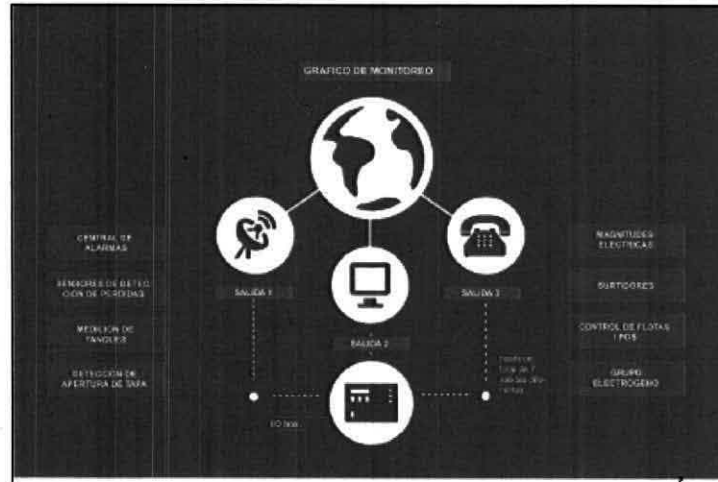 GRAFICO DE MONITOREO
CENTRAL DE
ALARMAS
SENSORES DE DETEC
CION DE PERDIDAS
MEDICION DE
TANQUES
DETECCION DE
APERTURA DE TAPA
SALIDA 1
SALIDA 2
SALIDA 3
MAGNITUDES
ELECTRICAS
SURTIDORES
CONTROL DE FLOTAS
/ POS
GRUPO
ELECTROGENO